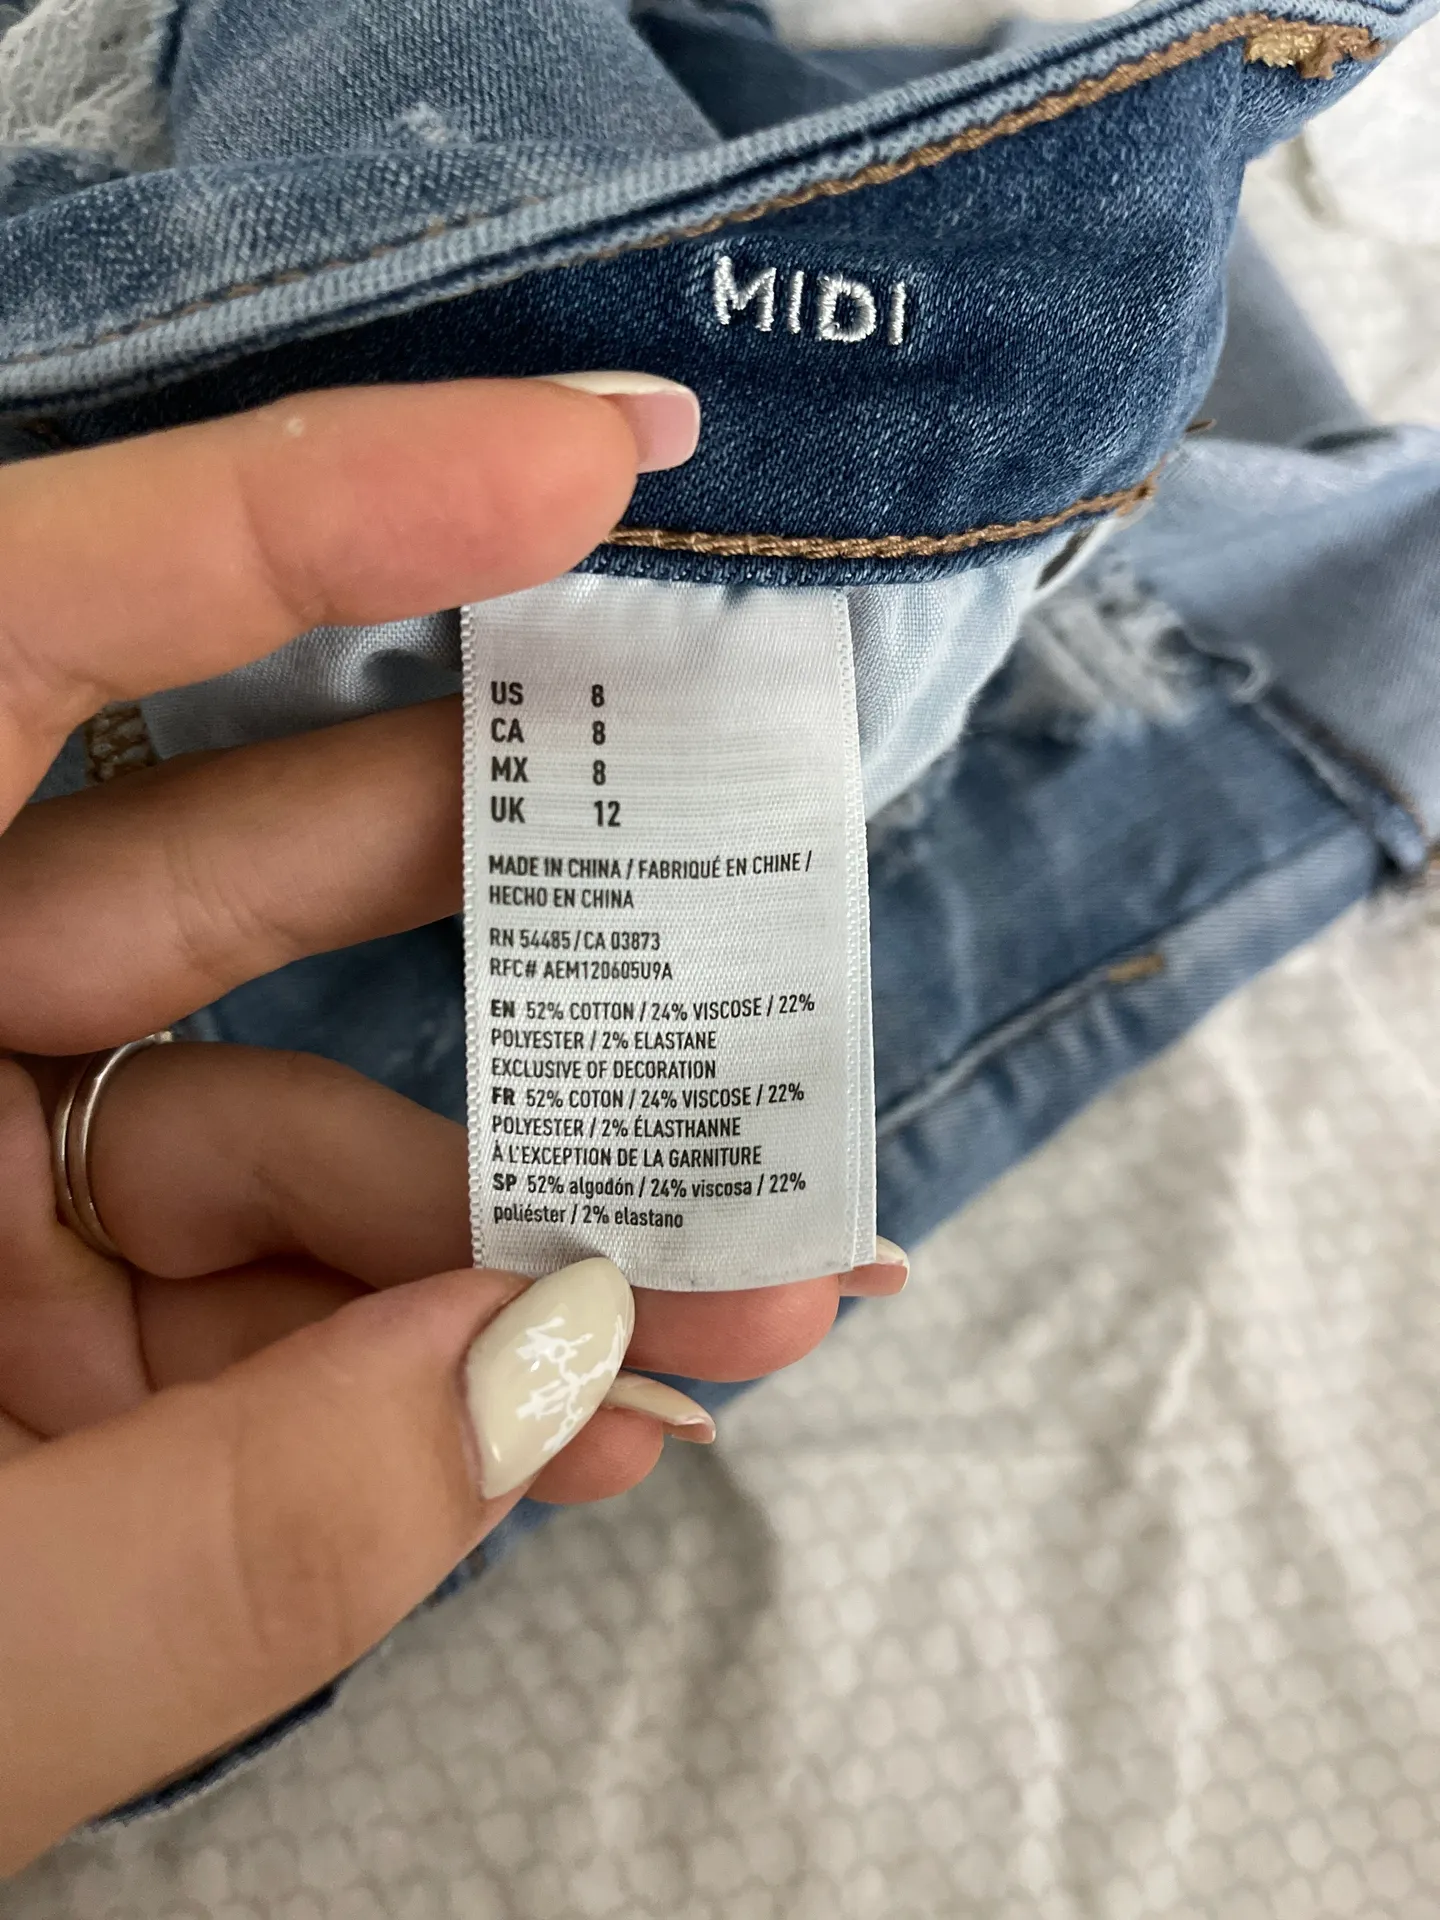 MIDI
US 8
CA 8
MX 8
UK 12
MADE IN CHINA / FABRIQUÉ EN CHINE /
HECHO EN CHINA
RN 54485/CA 03873
RFC# AEM120605U9A
EN 52% COTTON / 24% VISCOSE / 22%
POLYESTER / 2% ELASTANE
EXCLUSIVE OF DECORATION
FR 52% COTON / 24% VISCOSE / 22%
POLYESTER / 2% ÉLASTHANNE
À L'EXCEPTION DE LA GARNITURE
SP 52% algodón / 24% viscosa / 22%
poliéster / 2% elastano